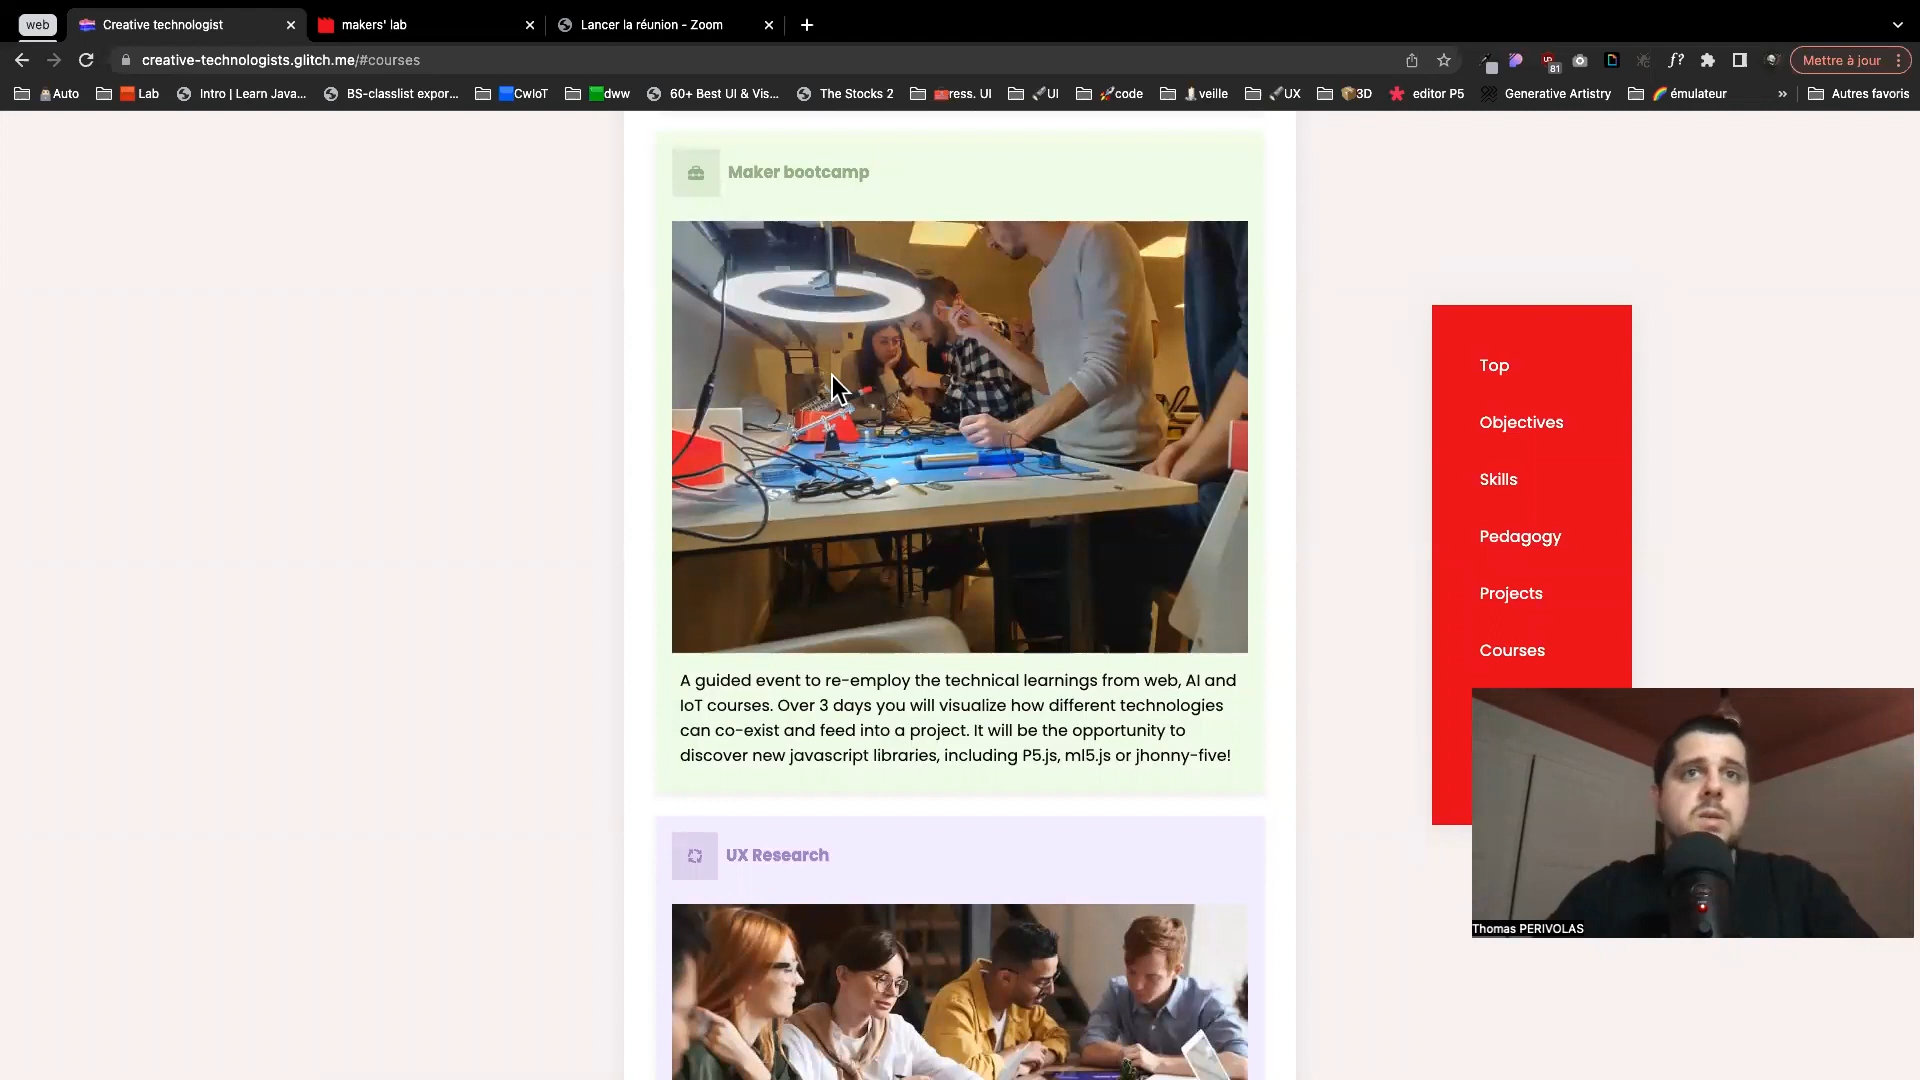 web
Creative technologist
makers' lab
Lancer la réunion - Zoom
creative-technologists.glitch.me/#courses
81
f?
Mettre à jour
Auto
Lab
Intro | Learn Java...
BS-classlist expor...
CWIoT
dww
60+ Best UI & Vis...
The Stocks 2
ress. UI
UI
code
veille
UX
3D
editor P5
Generative Artistry
émulateur
»
Autres favoris
Maker bootcamp
A guided event to re-employ the technical learnings from web, AI and
IoT courses. Over 3 days you will visualize how different technologies
can co-exist and feed into a project. It will be the opportunity to
discover new javascript libraries, including P5.js, ml5.js or jhonny-five!
UX Research
Top
Objectives
Skills
Pedagogy
Projects
Courses
Thomas PERIVOLAS